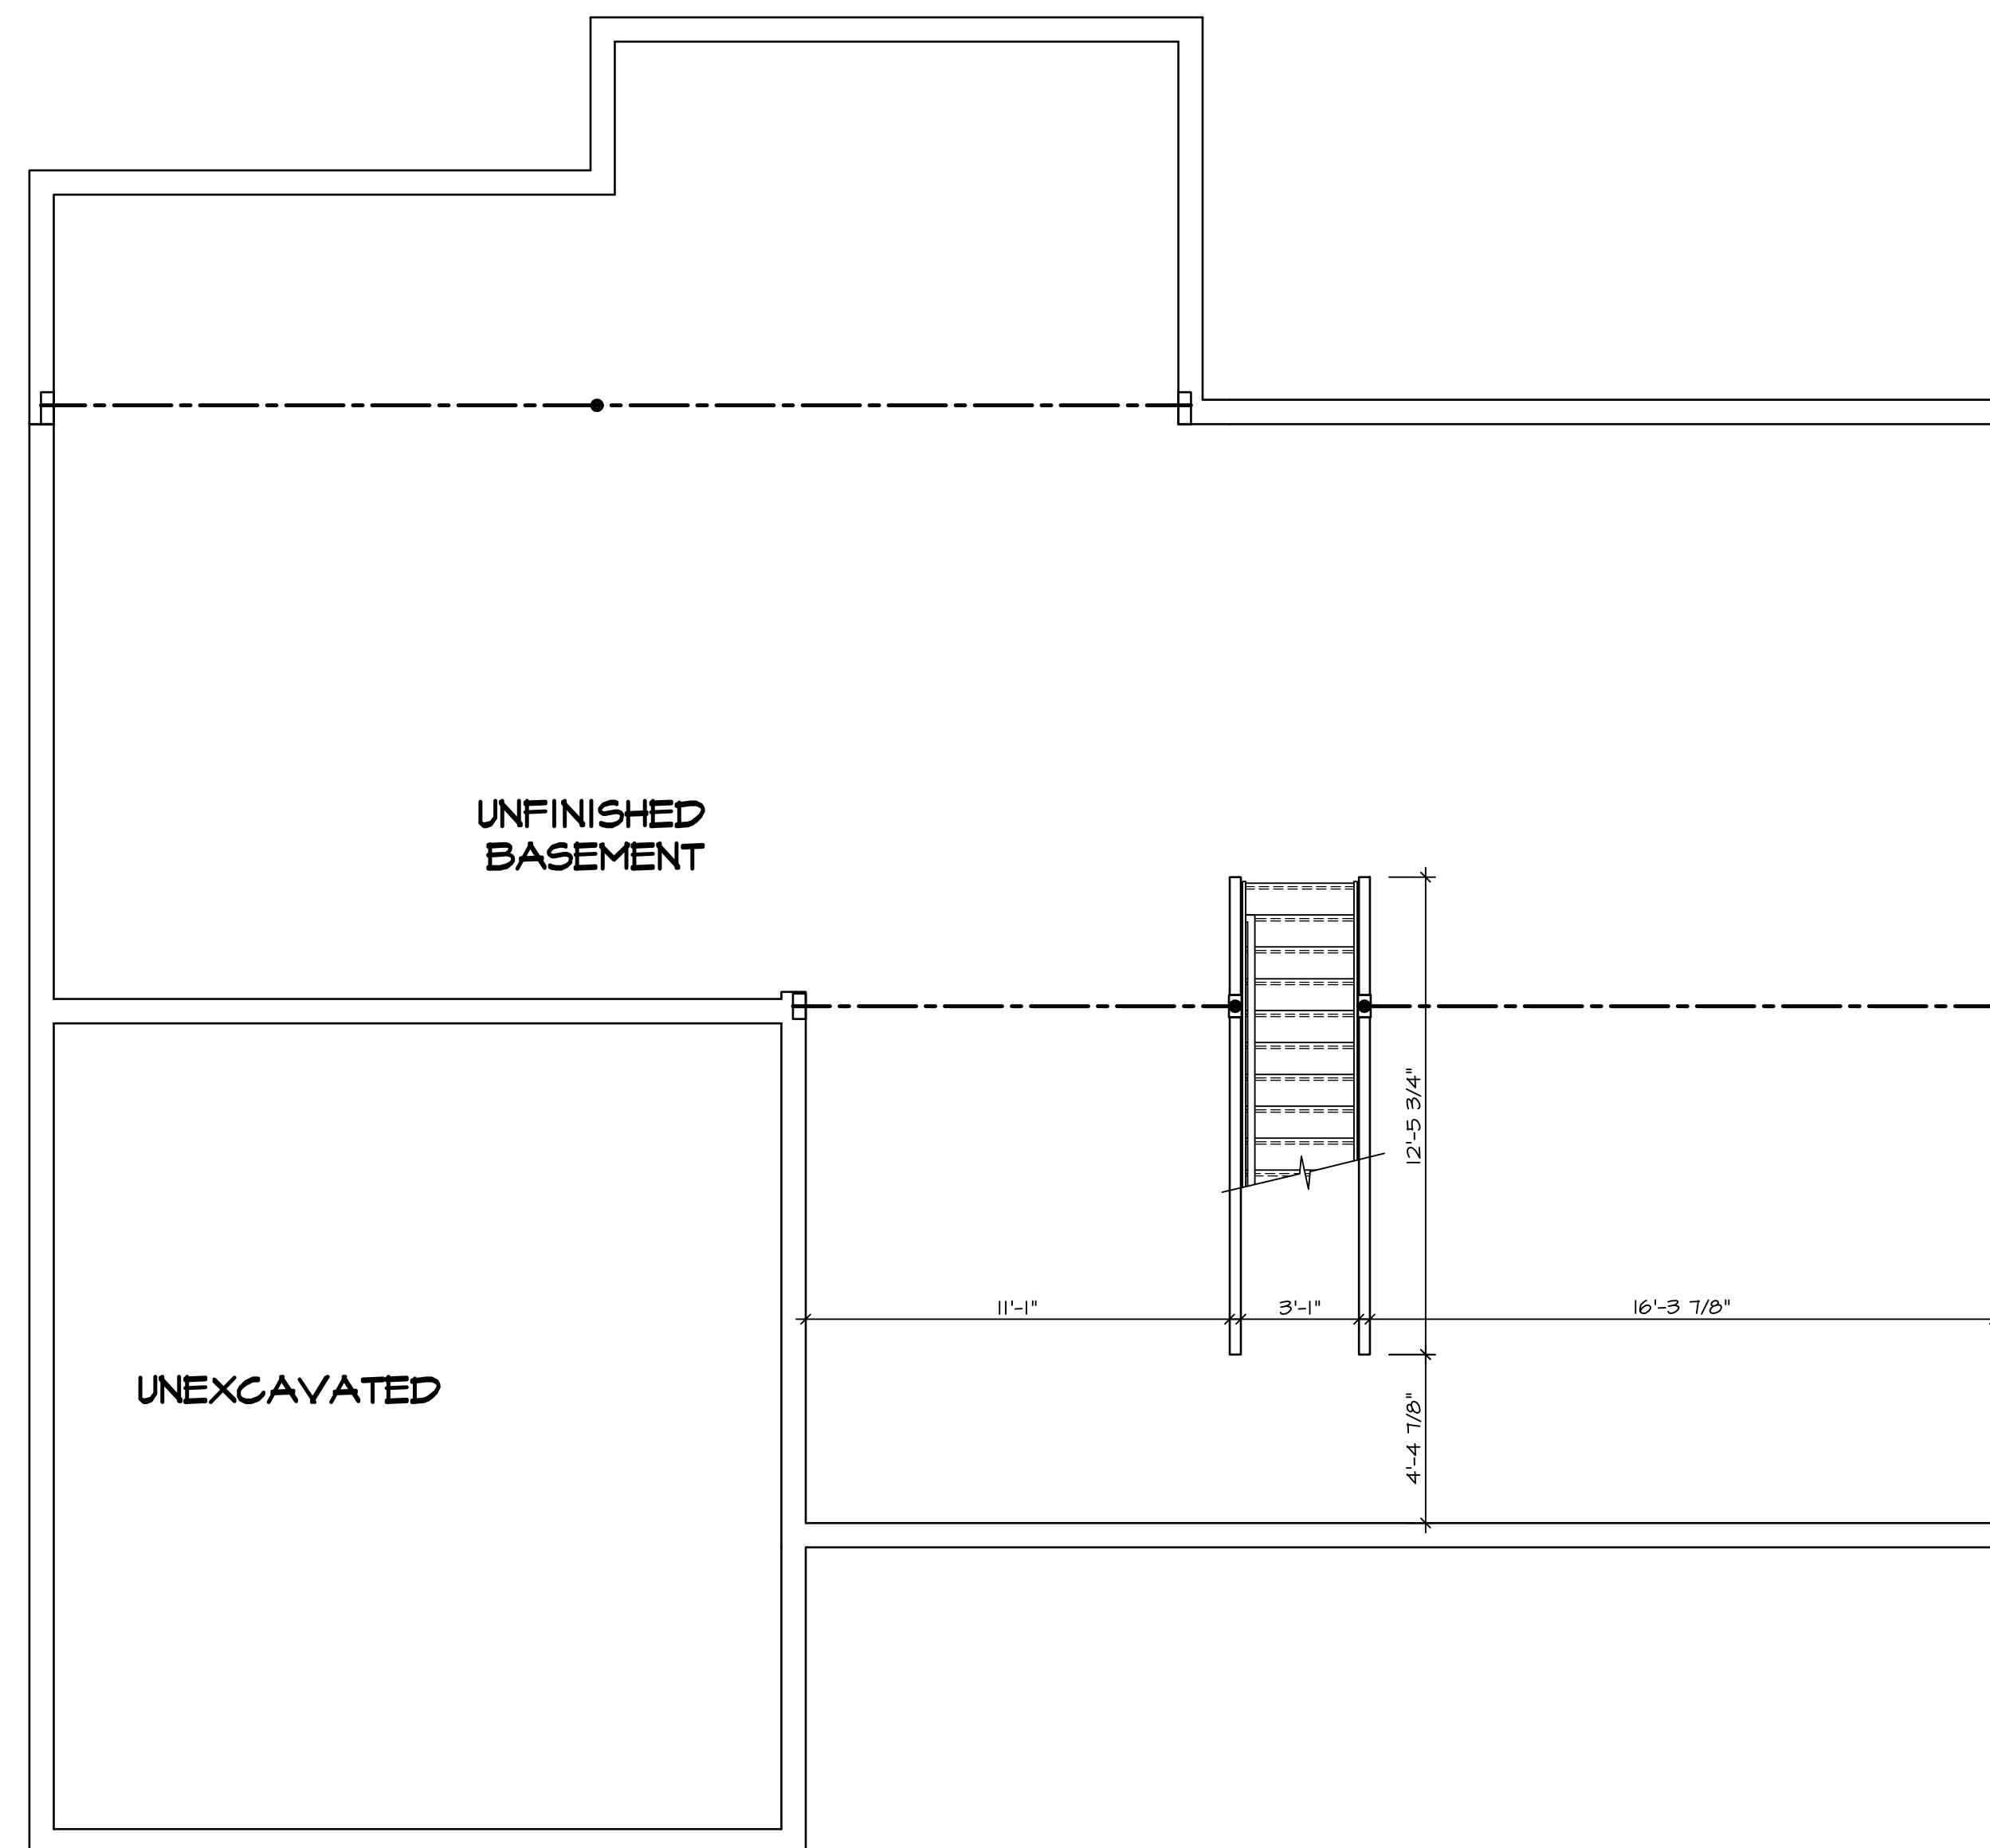 UNFINISHED
BASEMENT
12'-5 3/4"
11'-1"
3'-1"
16'-3 7/8"
UNEXCAVATED
4'-4 7/8"